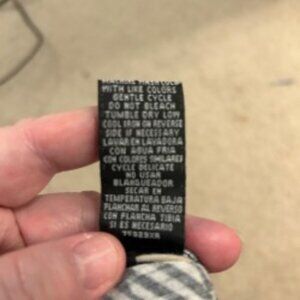 WITH LIKE COLORS
GENTLE CYCLE
DO NOT BLEACH
TUMBLE DRY LOW
COOL IRON ON REVERSE
SIDE IF NECESSARY
LAVAR EN LAVADORA
CON AGUA FRIA
CON COLORES SIMILARES
CYCLE DELICATE
NO USAR
BLANQUEADOR
SECAR EN
TEMPERATURA BAJA
PLANCHAR AL REVERSO
CON PLANCHA TIBIA
SI ES NECESARIO